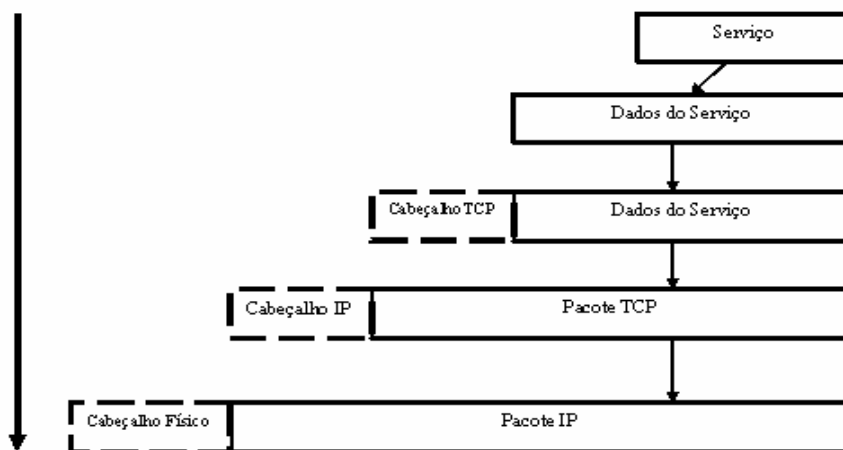 Serviço
Dados do Serviço
Cabeçalho TCP
Dados do Serviço
Cabeçalho IP
Pacote TCP
Cabeçalho Físico
Pacote IP